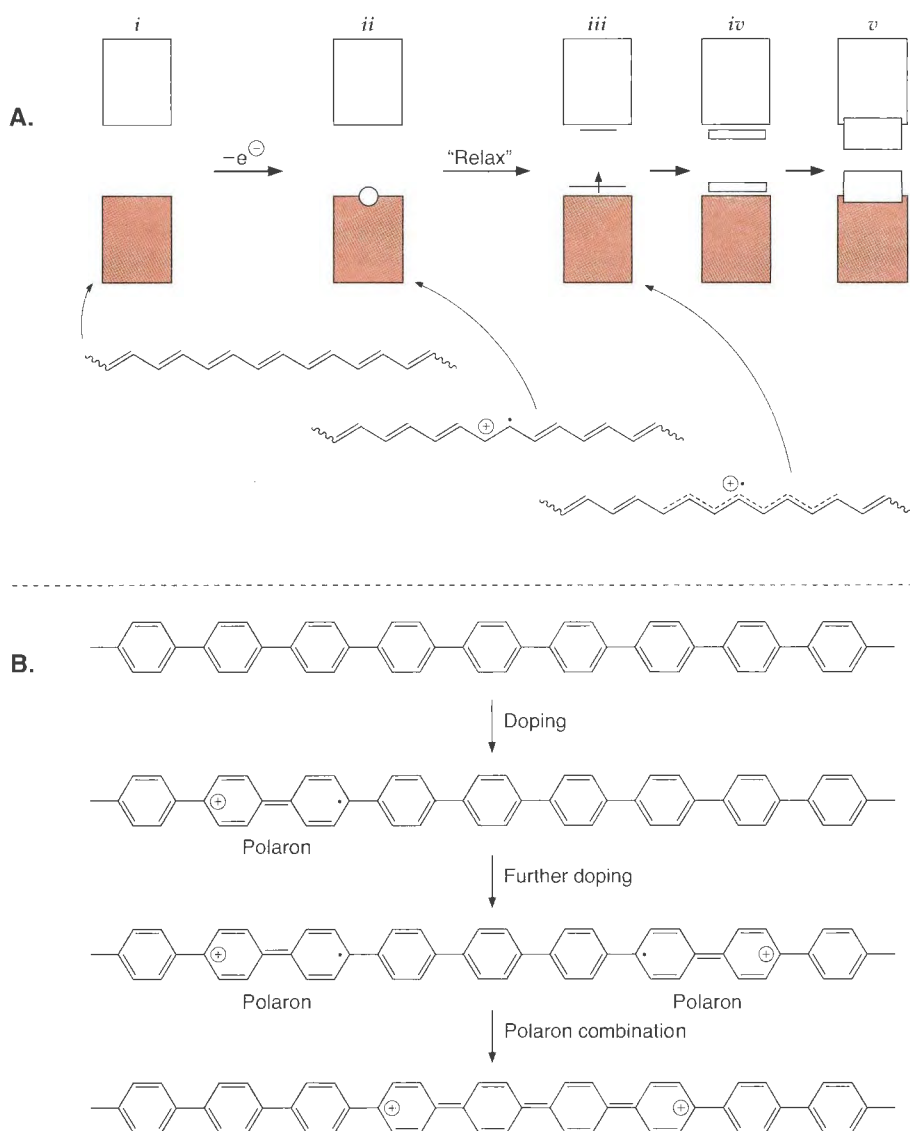 i ii iii iv v
A.
−e⊖
"Relax"
⊕ •
⊕•
B.
Doping
⊕ •
Polaron
Further doping
⊕ • • ⊕
Polaron Polaron
Polaron combination
⊕ ⊕